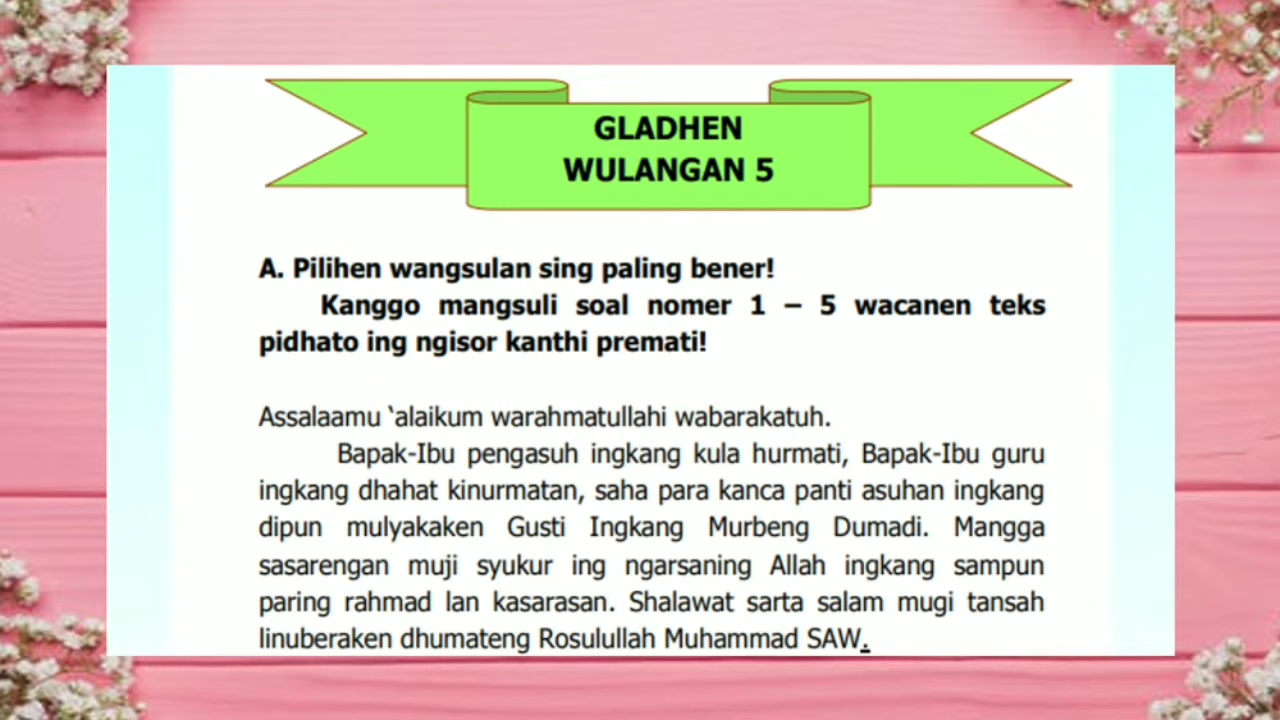 GLADHEN
WULANGAN 5
A. Pilihen wangsulan sing paling bener!
Kanggo mangsuli soal nomer 1 – 5 wacanen teks
pidhato ing ngisor kanthi premati!
Assalaamu ‘alaikum warahmatullahi wabarakatuh.
Bapak-Ibu pengasuh ingkang kula hurmati, Bapak-Ibu guru
ingkang dhahat kinurmatan, saha para kanca panti asuhan ingkang
dipun mulyakaken Gusti Ingkang Murbeng Dumadi. Mangga
sasarengan muji syukur ing ngarsaning Allah ingkang sampun
paring rahmad lan kasarasan. Shalawat sarta salam mugi tansah
linuberaken dhumateng Rosulullah Muhammad SAW.